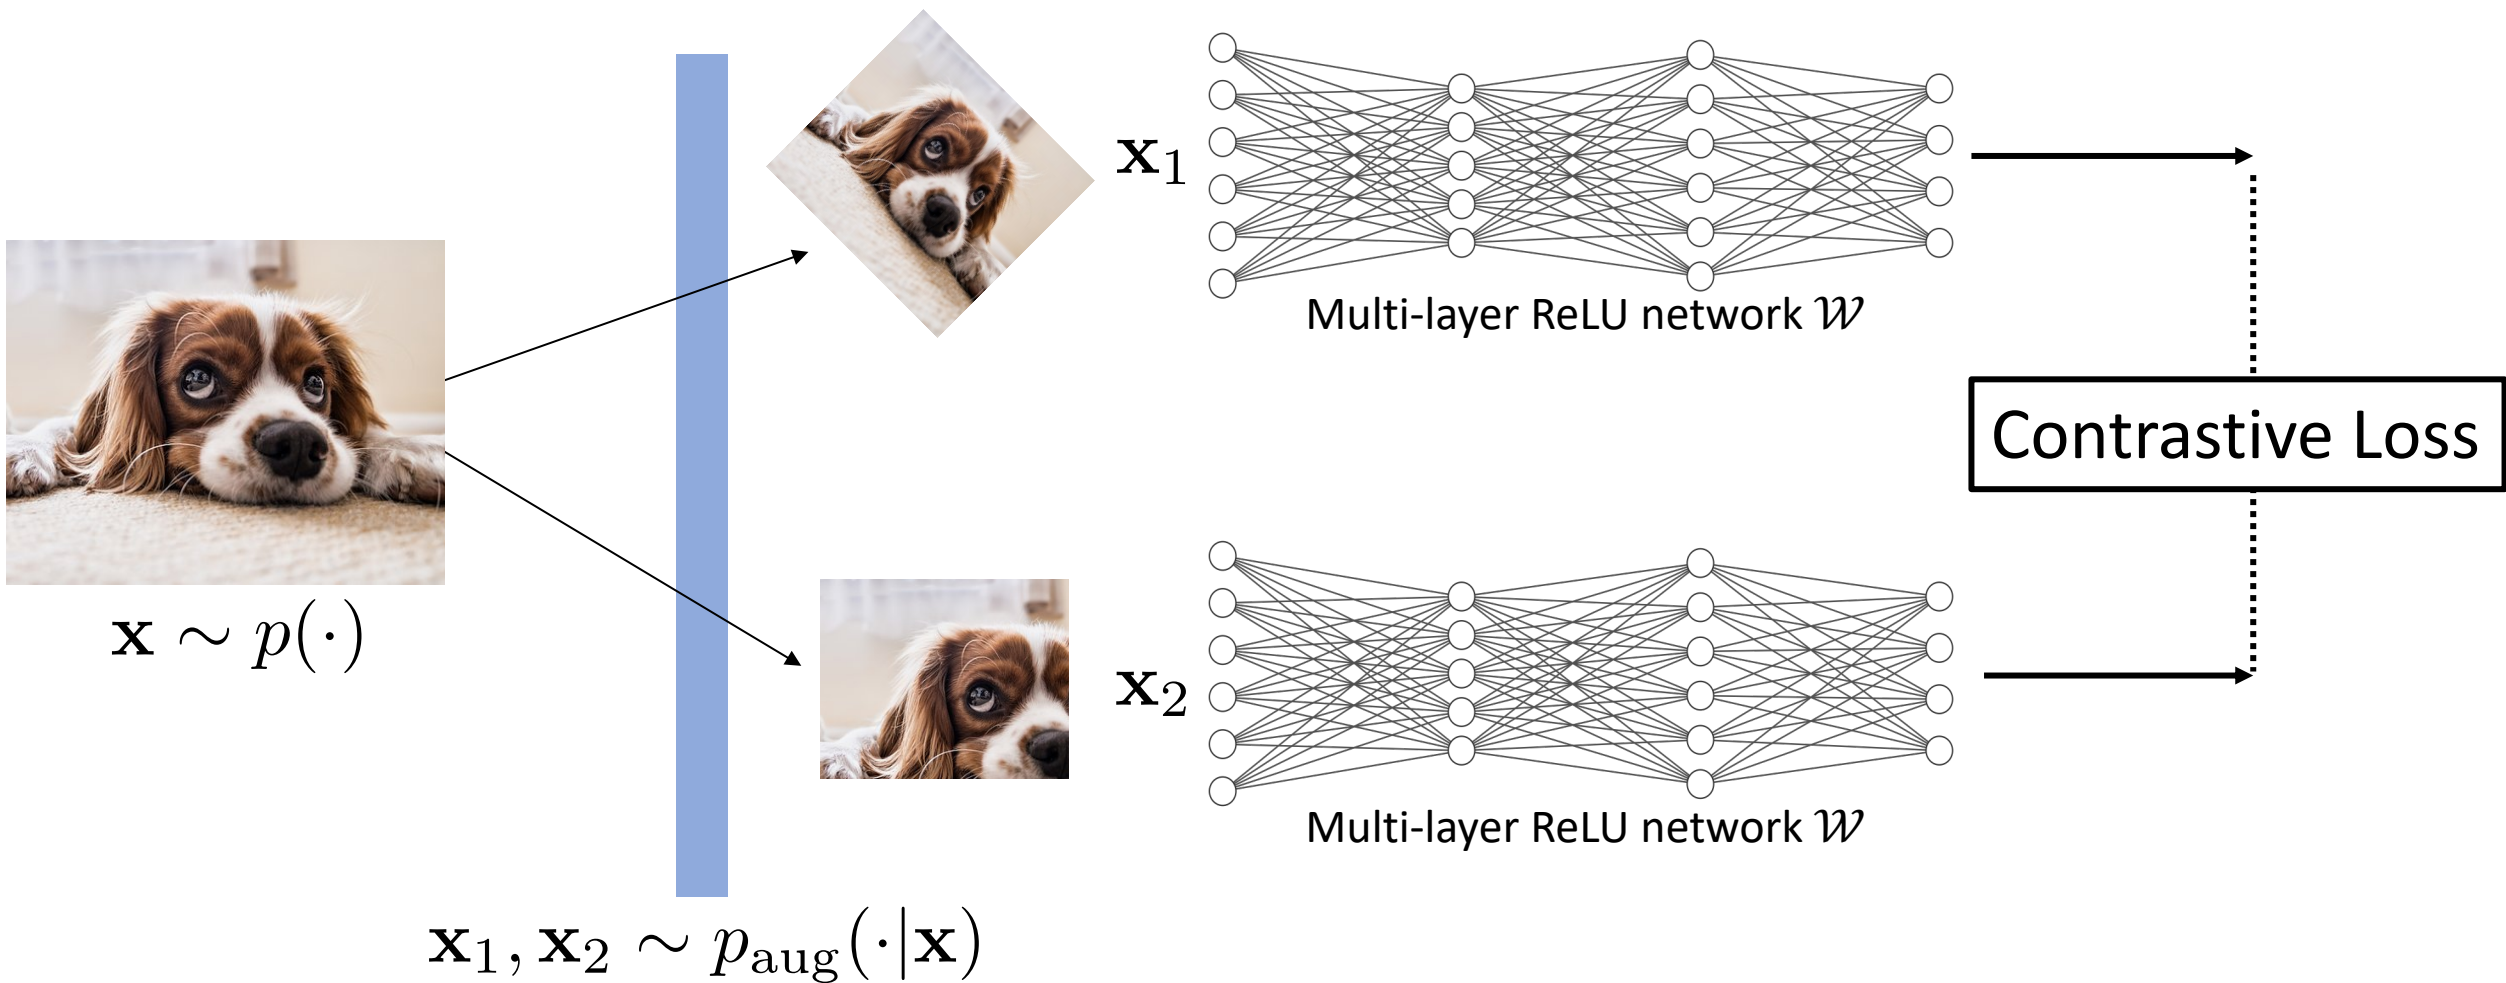 𝐱 ∼ p(·)
𝐱₁, 𝐱₂ ∼ p_aug(·|𝐱)
𝐱₁
Multi-layer ReLU network 𝒲
𝐱₂
Multi-layer ReLU network 𝒲
Contrastive Loss